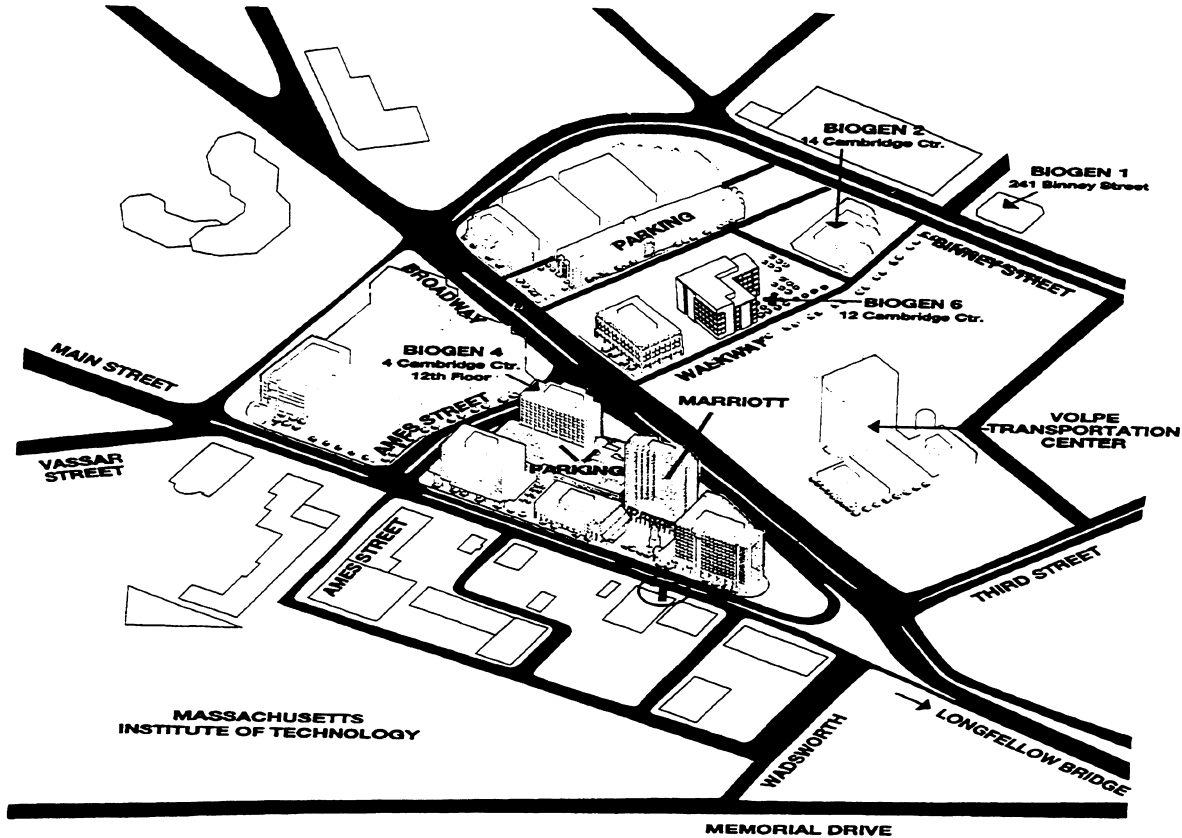 BIOGEN 2
14 Cambridge Ctr.
BIOGEN 1
241 Binney Street
PARKING
BINNEY STREET
BROADWAY
BIOGEN 6
12 Cambridge Ctr.
MAIN STREET
BIOGEN 4
4 Cambridge Ctr.
12th Floor
WALKWAY
MARRIOTT
AMES STREET
VOLPE
TRANSPORTATION
CENTER
VASSAR
STREET
PARKING
AMES STREET
T
THIRD STREET
MASSACHUSETTS
INSTITUTE OF TECHNOLOGY
WADSWORTH
LONGFELLOW BRIDGE
MEMORIAL DRIVE